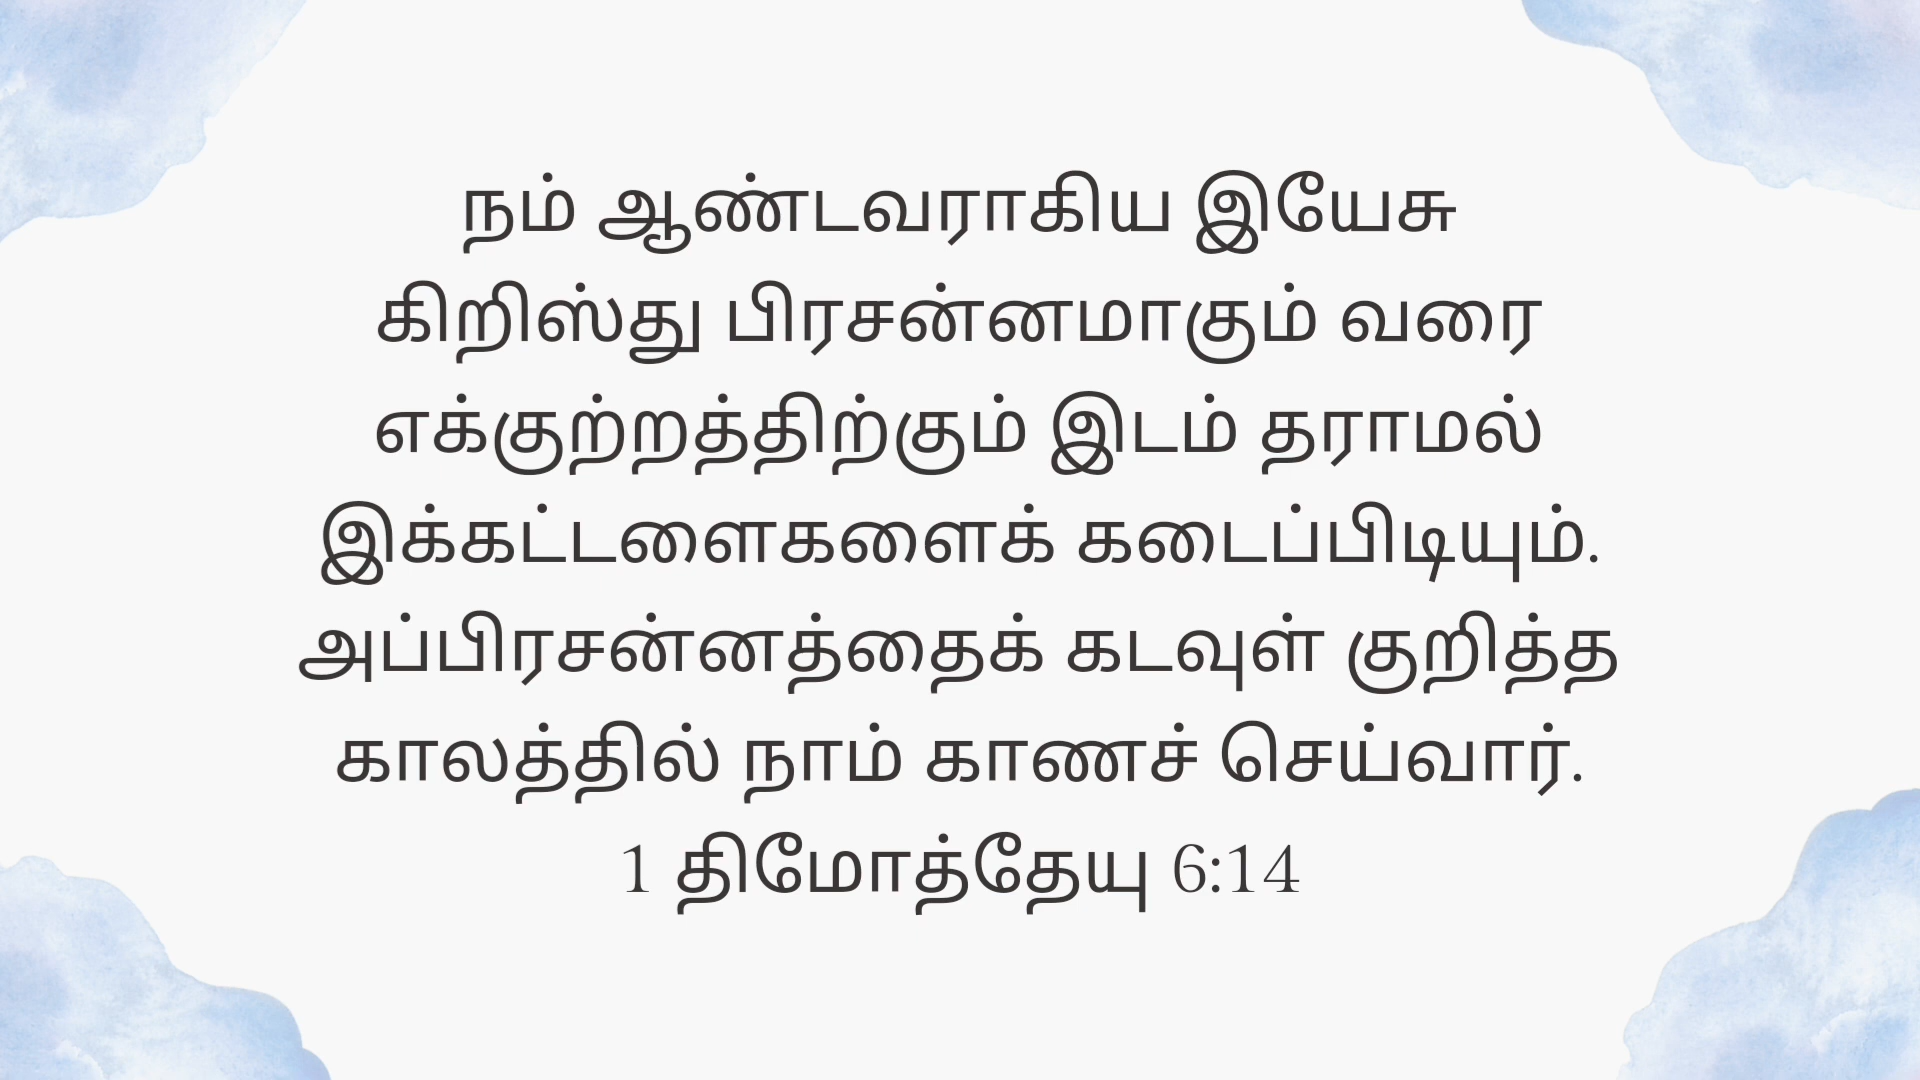 நம் ஆண்டவராகிய இயேசு
கிறிஸ்து பிரசன்னமாகும் வரை
எக்குற்றத்திற்கும் இடம் தராமல்
இக்கட்டளைகளைக் கடைப்பிடியும்.
அப்பிரசன்னத்தைக் கடவுள் குறித்த
காலத்தில் நாம் காணச் செய்வார்.
1 திமோத்தேயு 6:14